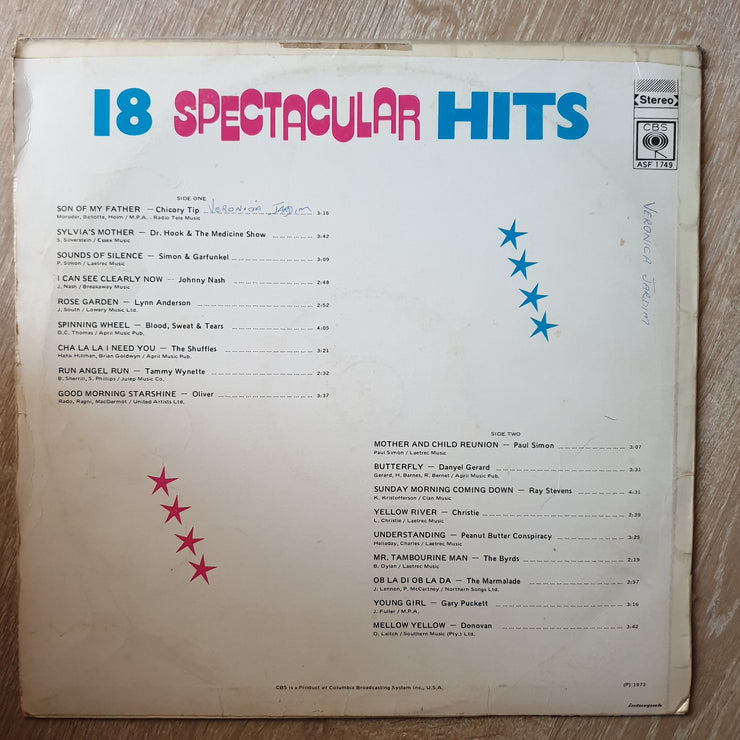 18 SPECTACULAR HITS
Stereo
CBS
ASF 1749
VERONICA JARDIM
SIDE ONE
SON OF MY FATHER — Chicory Tip VERONICA JARDIM 3:16
Moroder, Bellotte, Holm / M.P.A. - Radio Tele Music
SYLVIA'S MOTHER — Dr. Hook & The Medicine Show 3:42
S. Silverstein / Essex Music
SOUNDS OF SILENCE — Simon & Garfunkel 3:09
P. Simon / Laetrec Music
I CAN SEE CLEARLY NOW — Johnny Nash 2:48
J. Nash / Breakaway Music
ROSE GARDEN — Lynn Anderson 2:52
J. South / Lowery Music Ltd.
SPINNING WHEEL — Blood, Sweat & Tears 4:05
D.C. Thomas / April Music Pub.
CHA LA LA I NEED YOU — The Shuffles 3:21
Hans Hillman, Brian Goldwyn / April Music Pub.
RUN ANGEL RUN — Tammy Wynette 2:32
B. Sherrill, S. Phillips / Julep Music Co.
GOOD MORNING STARSHINE — Oliver 3:37
Rado, Ragni, MacDermot / United Artists Ltd.
SIDE TWO
MOTHER AND CHILD REUNION — Paul Simon 3:07
Paul Simon / Laetrec Music
BUTTERFLY — Danyel Gerard 3:31
Gerard, H. Barnes, R. Barnet / April Music Pub.
SUNDAY MORNING COMING DOWN — Ray Stevens 4:31
K. Kristofferson / Cian Music
YELLOW RIVER — Christie 2:39
L. Christie / Laetrec Music
UNDERSTANDING — Peanut Butter Conspiracy 3:25
Halladay, Charles / Laetrec Music
MR. TAMBOURINE MAN — The Byrds 2:19
B. Dylan / Laetrec Music
OB LA DI OB LA DA — The Marmalade 2:57
J. Lennon, P. McCartney / Northern Songs Ltd.
YOUNG GIRL — Gary Puckett 3:16
J. Fuller / M.P.A.
MELLOW YELLOW — Donovan 3:42
D. Leitch / Southern Music (Pty.) Ltd.
CBS is a Product of Columbia Broadcasting System Inc., U.S.A.
(P) 1972
interpak